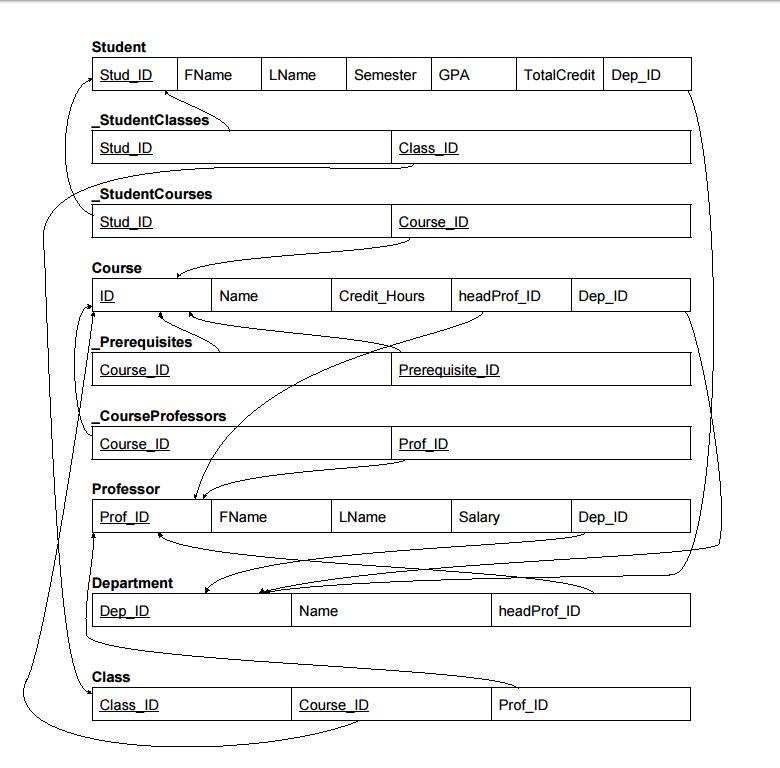 Student
Stud_ID FName LName Semester GPA TotalCredit Dep_ID
_StudentClasses
Stud_ID Class_ID
_StudentCourses
Stud_ID Course_ID
Course
ID Name Credit_Hours headProf_ID Dep_ID
_Prerequisites
Course_ID Prerequisite_ID
_CourseProfessors
Course_ID Prof_ID
Professor
Prof_ID FName LName Salary Dep_ID
Department
Dep_ID Name headProf_ID
Class
Class_ID Course_ID Prof_ID